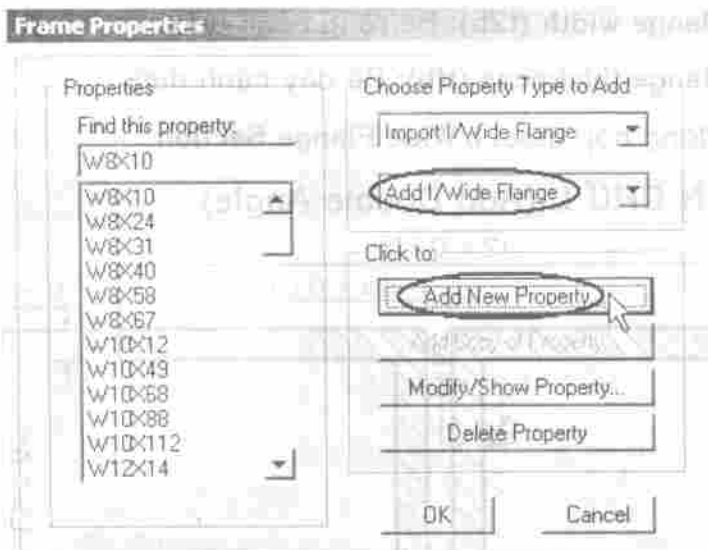 Frame Properties
Properties
Find this property:
W8X10
W8X10
W8X24
W8X31
W8X40
W8X58
W8X67
W10X12
W10X49
W10X68
W10X88
W10X112
W12X14
Choose Property Type to Add
Import I/Wide Flange
Add I/Wide Flange
Click to:
Add New Property
Modify/Show Property...
Delete Property
OK
Cancel